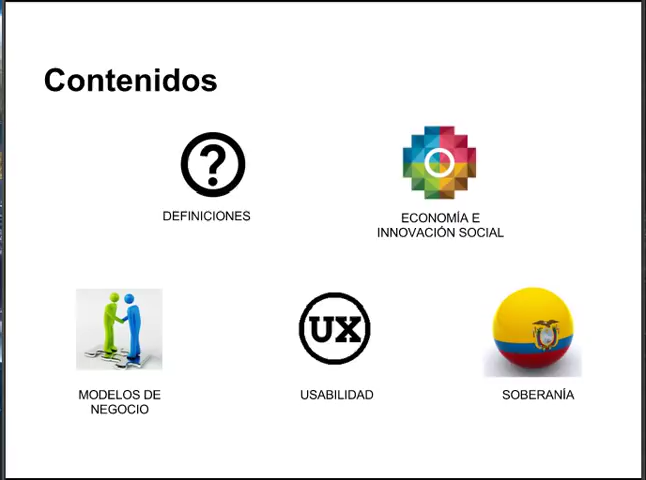 Contenidos
?
DEFINICIONES
ECONOMÍA E
INNOVACIÓN SOCIAL
UX
MODELOS DE
NEGOCIO
USABILIDAD
SOBERANÍA